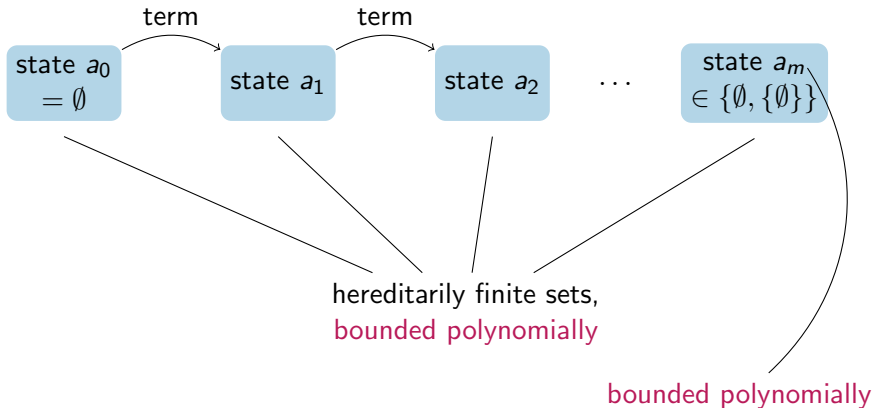 term term
state a₀
= ∅
state a₁
state a₂
⋯
state aₘ
∈ {∅, {∅}}
hereditarily finite sets,
bounded polynomially
bounded polynomially